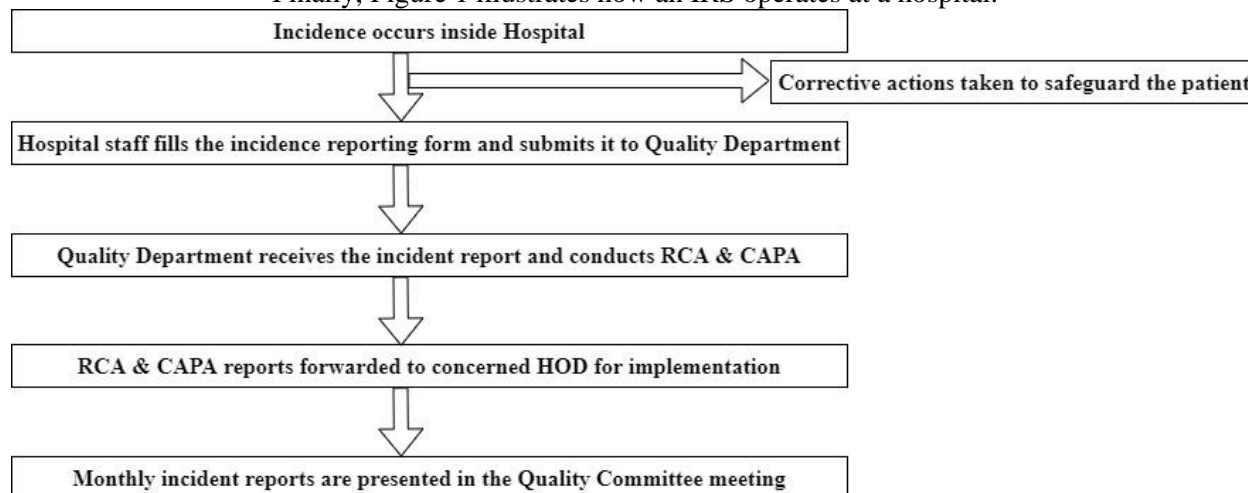 Finally, Figure 1 illustrates how an IRS operates at a hospital.
Incidence occurs inside Hospital
Corrective actions taken to safeguard the patient
Hospital staff fills the incidence reporting form and submits it to Quality Department
Quality Department receives the incident report and conducts RCA & CAPA
RCA & CAPA reports forwarded to concerned HOD for implementation
Monthly incident reports are presented in the Quality Committee meeting